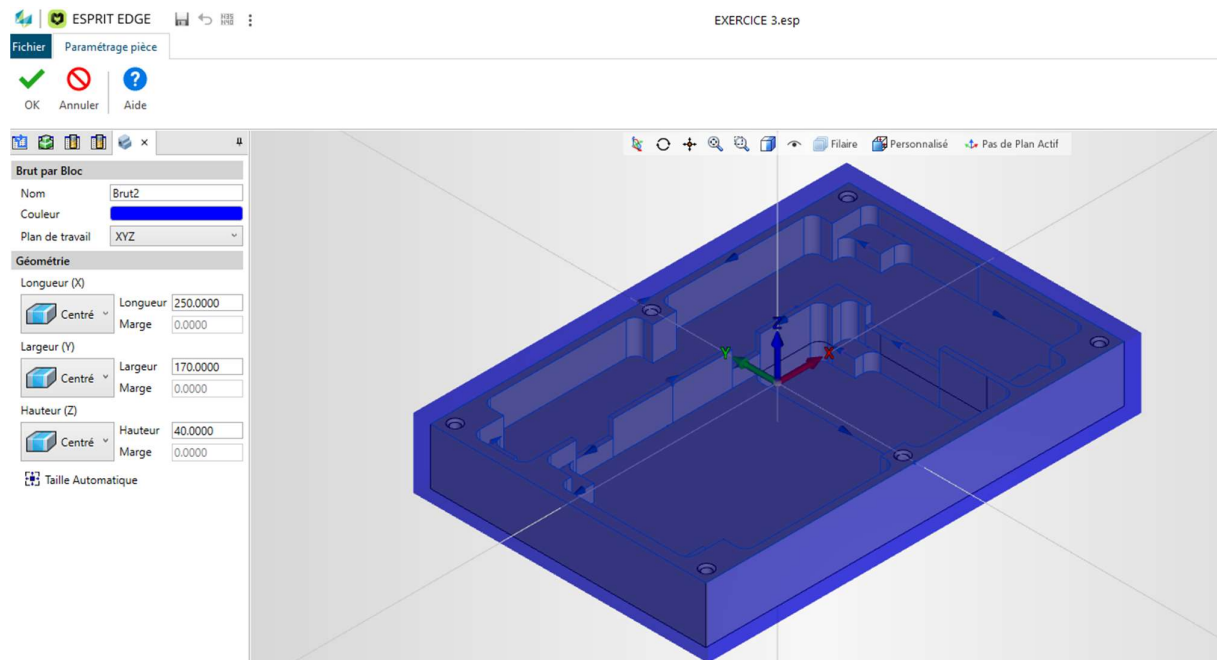 ESPRIT EDGE
EXERCICE 3.esp
Fichier Paramétrage pièce
OK Annuler Aide
Filaire Personnalisé Pas de Plan Actif
Brut par Bloc
Nom Brut2
Couleur
Plan de travail XYZ
Géométrie
Longueur (X)
Centré Longueur 250.0000
Marge 0.0000
Largeur (Y)
Centré Largeur 170.0000
Marge 0.0000
Hauteur (Z)
Centré Hauteur 40.0000
Marge 0.0000
Taille Automatique
Z
Y X